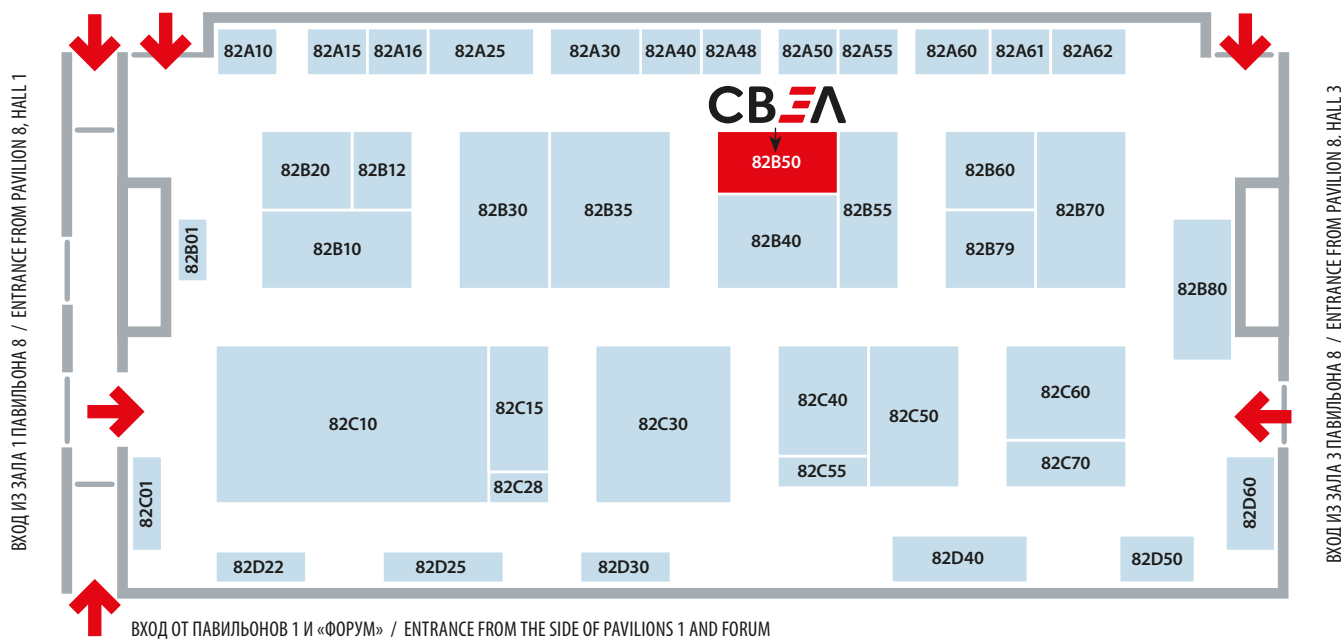 82A10 82A15 82A16 82A25 82A30 82A40 82A48 82A50 82A55 82A60 82A61 82A62
СВЭЛ
82B20 82B12 82B50 82B60
82B30 82B35 82B55 82B70
82B01 82B10 82B40 82B79
82B80
82C10 82C15 82C30 82C40 82C50 82C60
82C55 82C70
82C28
82C01 82D60
82D22 82D25 82D30 82D40 82D50
ВХОД ИЗ ЗАЛА 1 ПАВИЛЬОНА 8 / ENTRANCE FROM PAVILION 8, HALL 1
ВХОД ИЗ ЗАЛА 3 ПАВИЛЬОНА 8 / ENTRANCE FROM PAVILION 8, HALL 3
ВХОД ОТ ПАВИЛЬОНОВ 1 И «ФОРУМ» / ENTRANCE FROM THE SIDE OF PAVILIONS 1 AND FORUM